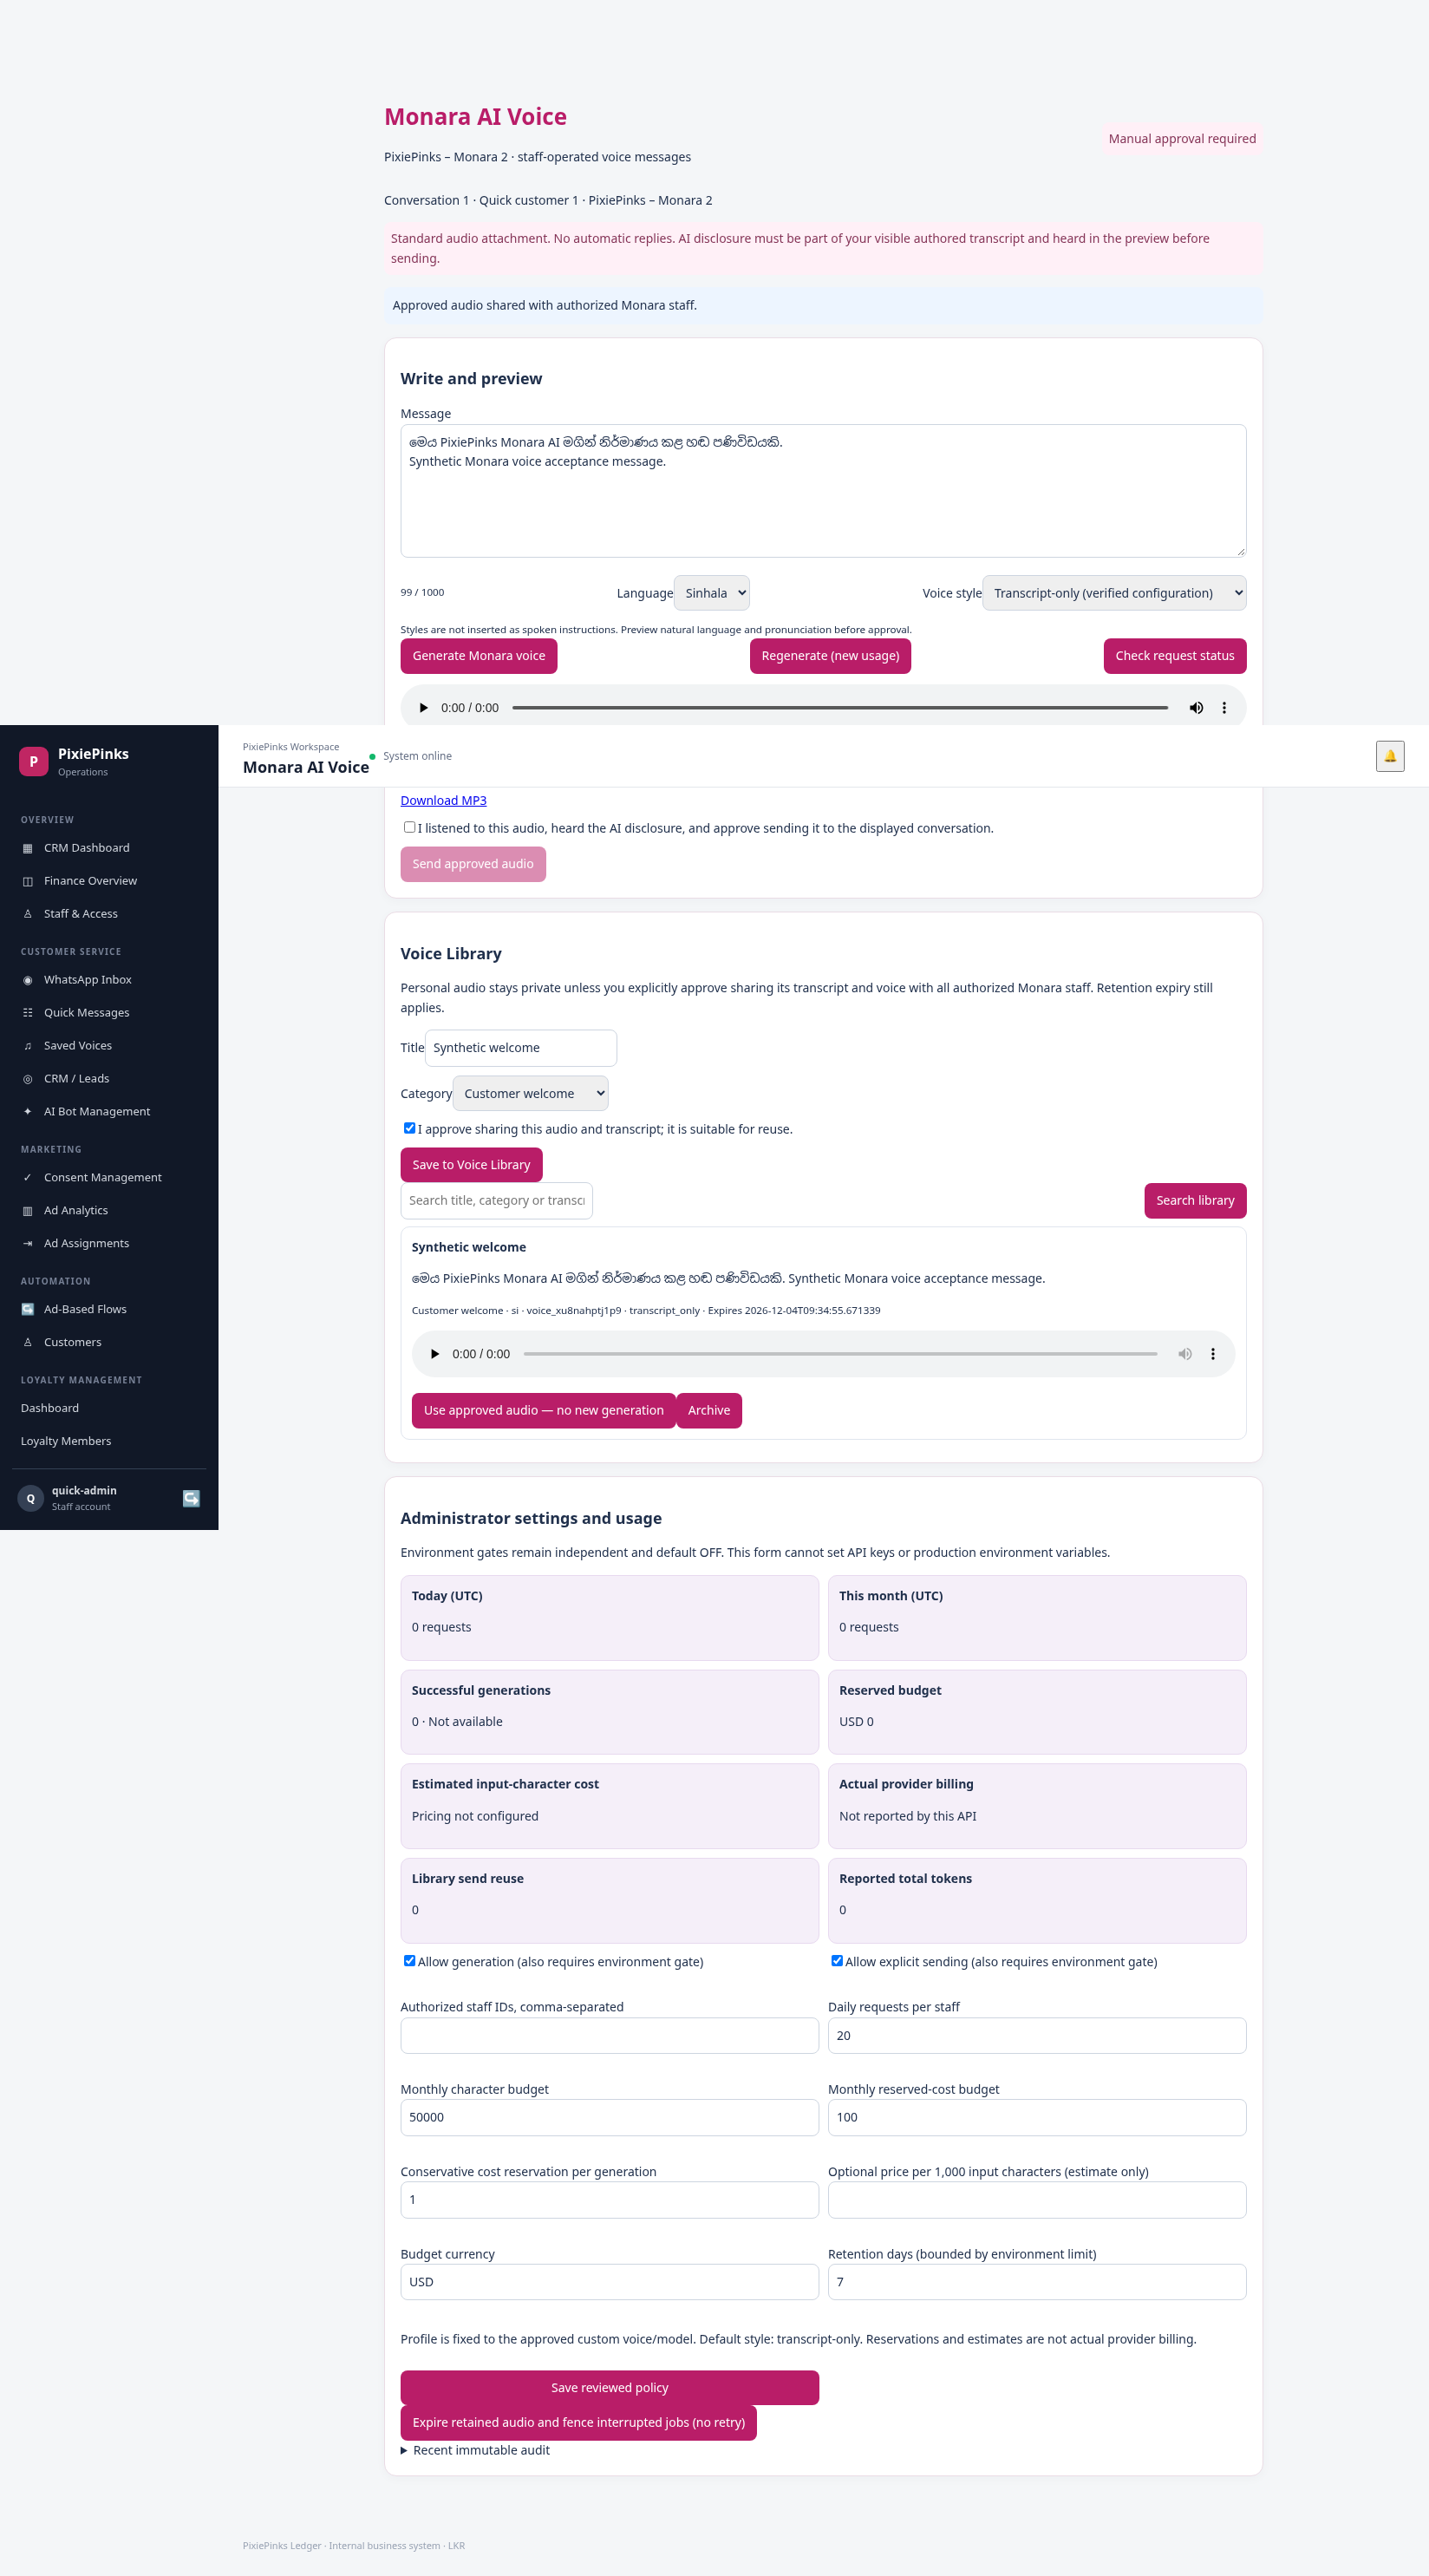 Monara AI Voice
PixiePinks – Monara 2 · staff-operated voice messages
Manual approval required
Conversation 1 · Quick customer 1 · PixiePinks – Monara 2
Standard audio attachment. No automatic replies. AI disclosure must be part of your visible authored transcript and heard in the preview before
sending.
Approved audio shared with authorized Monara staff.
Write and preview
Message
මෙය PixiePinks Monara AI මගින් නිර්මාණය කළ හඬ පණිවිඩයකි.
Synthetic Monara voice acceptance message.
99 / 1000
Language Sinhala
Voice style Transcript-only (verified configuration)
Styles are not inserted as spoken instructions. Preview natural language and pronunciation before approval.
Generate Monara voice
Regenerate (new usage)
Check request status
0:00 / 0:00
P
PixiePinks
Operations
OVERVIEW
CRM Dashboard
Finance Overview
Staff & Access
CUSTOMER SERVICE
WhatsApp Inbox
Quick Messages
Saved Voices
CRM / Leads
AI Bot Management
MARKETING
Consent Management
Ad Analytics
Ad Assignments
AUTOMATION
Ad-Based Flows
Customers
LOYALTY MANAGEMENT
Dashboard
Loyalty Members
Q
quick-admin
Staff account
PixiePinks Workspace
Monara AI Voice
System online
Download MP3
I listened to this audio, heard the AI disclosure, and approve sending it to the displayed conversation.
Send approved audio
Voice Library
Personal audio stays private unless you explicitly approve sharing its transcript and voice with all authorized Monara staff. Retention expiry still
applies.
Title Synthetic welcome
Category Customer welcome
I approve sharing this audio and transcript; it is suitable for reuse.
Save to Voice Library
Search title, category or transc
Search library
Synthetic welcome
මෙය PixiePinks Monara AI මගින් නිර්මාණය කළ හඬ පණිවිඩයකි. Synthetic Monara voice acceptance message.
Customer welcome · si · voice_xu8nahptj1p9 · transcript_only · Expires 2026-12-04T09:34:55.671339
0:00 / 0:00
Use approved audio — no new generation
Archive
Administrator settings and usage
Environment gates remain independent and default OFF. This form cannot set API keys or production environment variables.
Today (UTC)
0 requests
This month (UTC)
0 requests
Successful generations
0 · Not available
Reserved budget
USD 0
Estimated input-character cost
Pricing not configured
Actual provider billing
Not reported by this API
Library send reuse
0
Reported total tokens
0
Allow generation (also requires environment gate)
Allow explicit sending (also requires environment gate)
Authorized staff IDs, comma-separated
Daily requests per staff
20
Monthly character budget
50000
Monthly reserved-cost budget
100
Conservative cost reservation per generation
1
Optional price per 1,000 input characters (estimate only)
Budget currency
USD
Retention days (bounded by environment limit)
7
Profile is fixed to the approved custom voice/model. Default style: transcript-only. Reservations and estimates are not actual provider billing.
Save reviewed policy
Expire retained audio and fence interrupted jobs (no retry)
Recent immutable audit
PixiePinks Ledger · Internal business system · LKR